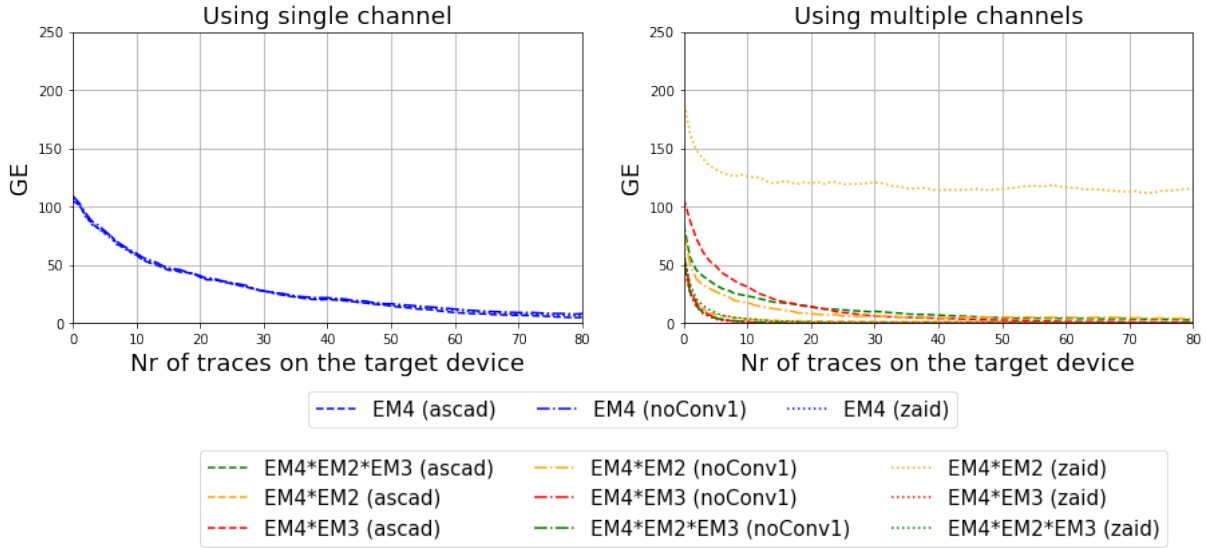 Using single channel
Using multiple channels
250
200
150
100
50
0
GE
0 10 20 30 40 50 60 70 80
Nr of traces on the target device
250
200
150
100
50
0
GE
0 10 20 30 40 50 60 70 80
Nr of traces on the target device
EM4 (ascad) EM4 (noConv1) EM4 (zaid)
EM4*EM2*EM3 (ascad) EM4*EM2 (noConv1) EM4*EM2 (zaid)
EM4*EM2 (ascad) EM4*EM3 (noConv1) EM4*EM3 (zaid)
EM4*EM3 (ascad) EM4*EM2*EM3 (noConv1) EM4*EM2*EM3 (zaid)